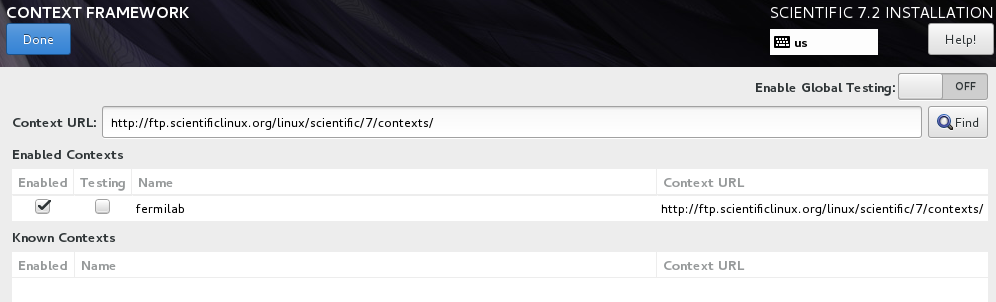 CONTEXT FRAMEWORK
SCIENTIFIC 7.2 INSTALLATION
Done
us
Help!
Enable Global Testing:
OFF
Context URL:
http://ftp.scientificlinux.org/linux/scientific/7/contexts/
Find
Enabled Contexts
Enabled Testing Name Context URL
fermilab http://ftp.scientificlinux.org/linux/scientific/7/contexts/
Known Contexts
Enabled Name Context URL